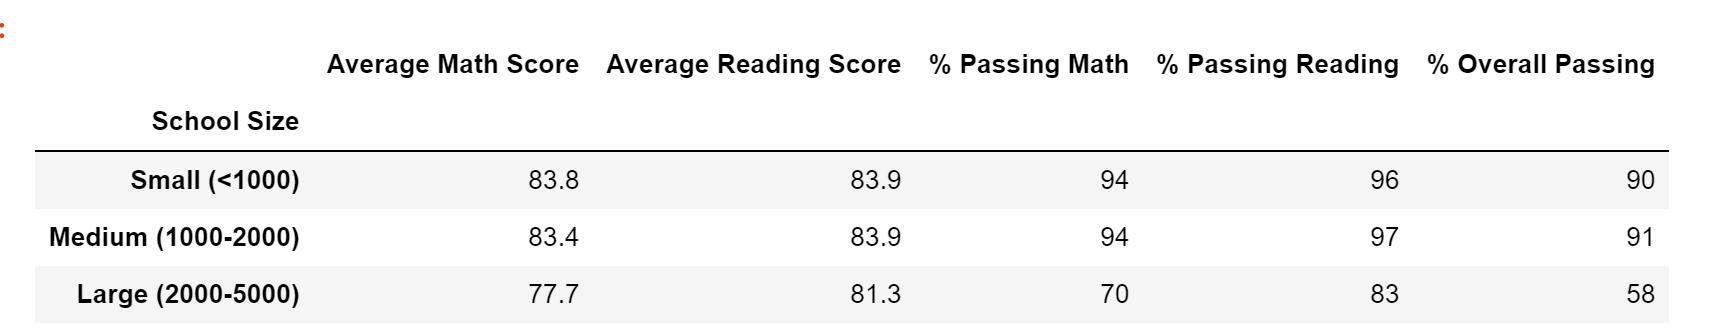 :
Average Math Score Average Reading Score % Passing Math % Passing Reading % Overall Passing
School Size
Small (<1000) 83.8 83.9 94 96 90
Medium (1000-2000) 83.4 83.9 94 97 91
Large (2000-5000) 77.7 81.3 70 83 58